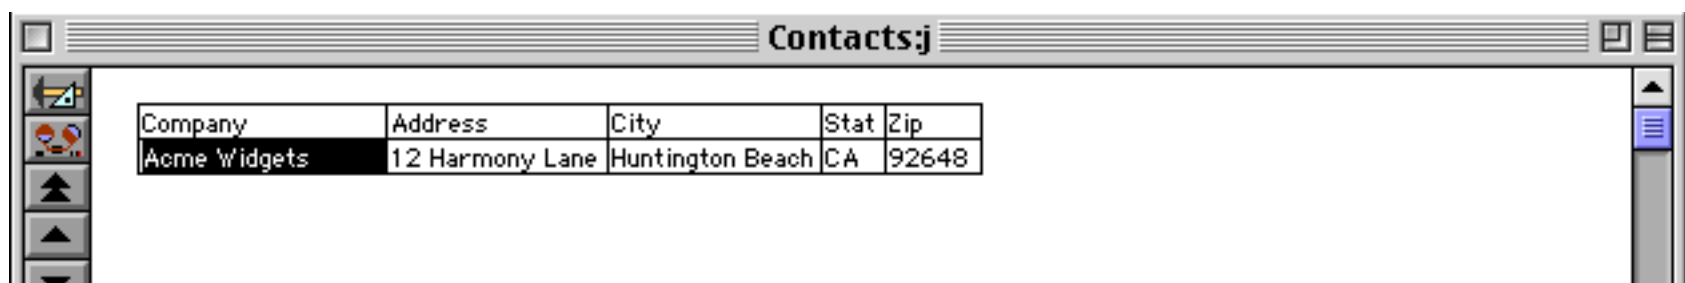 Contacts:j
Company Address City Stat Zip
Acme Widgets 12 Harmony Lane Huntington Beach CA 92648